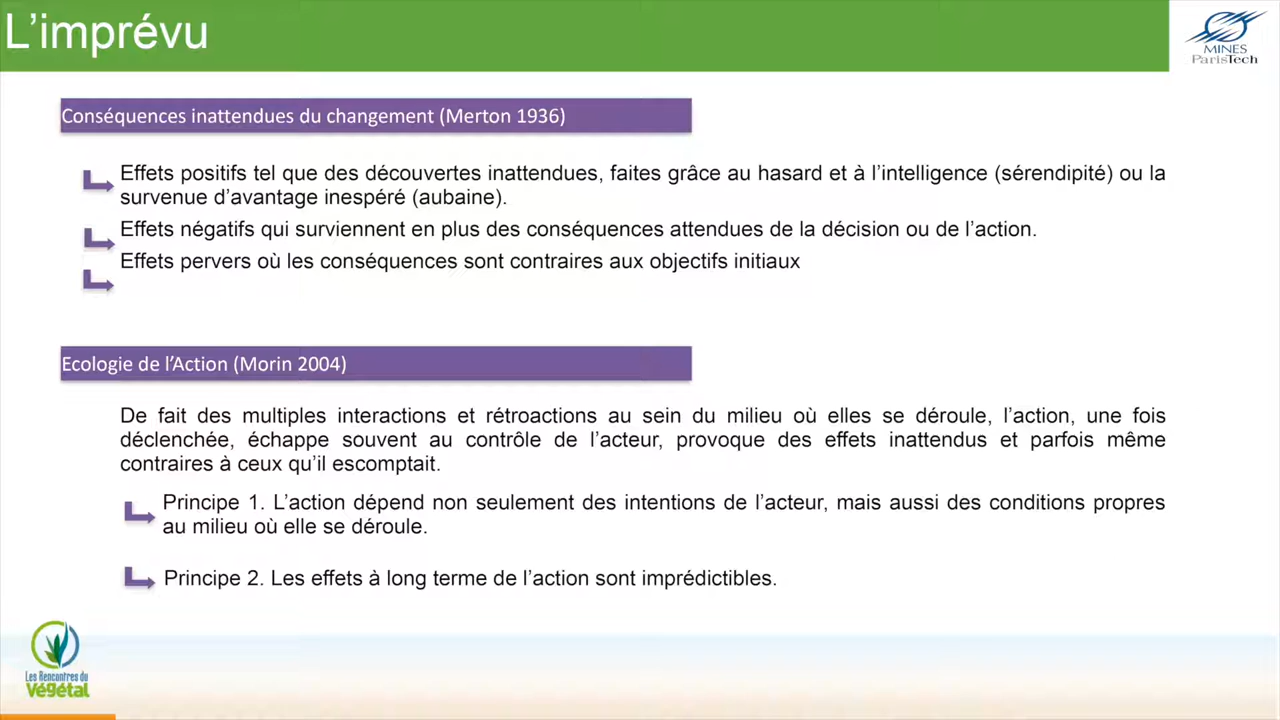 L’imprévu
MINES
ParisTech
Conséquences inattendues du changement (Merton 1936)
Effets positifs tel que des découvertes inattendues, faites grâce au hasard et à l’intelligence (sérendipité) ou la
survenue d’avantage inespéré (aubaine).
Effets négatifs qui surviennent en plus des conséquences attendues de la décision ou de l’action.
Effets pervers où les conséquences sont contraires aux objectifs initiaux
Ecologie de l’Action (Morin 2004)
De fait des multiples interactions et rétroactions au sein du milieu où elles se déroule, l’action, une fois
déclenchée, échappe souvent au contrôle de l’acteur, provoque des effets inattendus et parfois même
contraires à ceux qu’il escomptait.
Principe 1. L’action dépend non seulement des intentions de l’acteur, mais aussi des conditions propres
au milieu où elle se déroule.
Principe 2. Les effets à long terme de l’action sont imprédictibles.
Les Rencontres du
Végétal